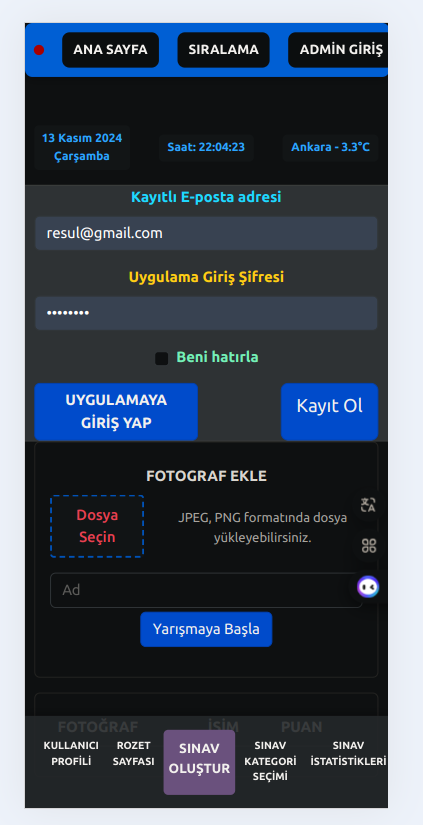 ANA SAYFA
SIRALAMA
ADMİN GİRİŞ
13 Kasım 2024
Çarşamba
Saat: 22:04:23
Ankara - 3.3°C
Kayıtlı E-posta adresi
resul@gmail.com
Uygulama Giriş Şifresi
••••••••
Beni hatırla
UYGULAMAYA
GİRİŞ YAP
Kayıt Ol
FOTOGRAF EKLE
Dosya
Seçin
JPEG, PNG formatında dosya
yükleyebilirsiniz.
Ad
Yarışmaya Başla
FOTOĞRAF İSİM PUAN
KULLANICI
PROFİLİ
ROZET
SAYFASI
SINAV
OLUŞTUR
SINAV
KATEGORİ
SEÇİMİ
SINAV
İSTATİSTİKLERİ